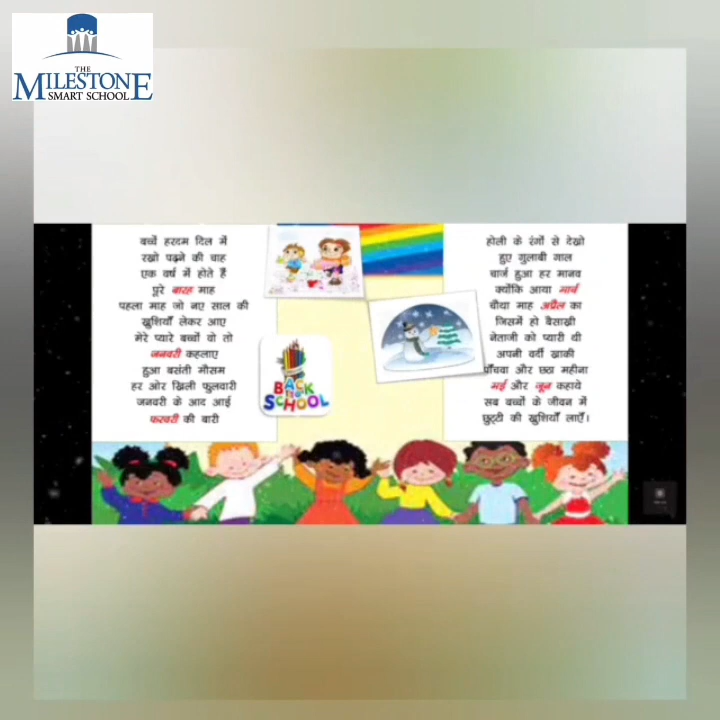 THE
MILESTONE
SMART SCHOOL
बच्चें हरदम दिल में
रखो पढ़ने की चाह
एक वर्ष में होते हैं
पूरे बारह माह
पहला माह जो नए साल की
खुशियाँ लेकर आए
मेरे प्यारे बच्चों वो तो
जनवरी कहलाए
हुआ बसंती मौसम
हर ओर खिली फुलवारी
जनवरी के आद आई
फरवरी की बारी
BACK
TO
SCHOOL
होली के रंगों से देखो
हुए गुलाबी गाल
चार्ज हुआ हर मानव
क्योंकि आया मार्च
चौथा माह अप्रैल का
जिसमें हो बैसाखी
नेताजी को प्यारी थी
अपनी वर्दी खाकी
पाँचवा और छठा महीना
मई और जून कहाये
सब बच्चों के जीवन में
छुट्टी की खुशियाँ लाएँ।